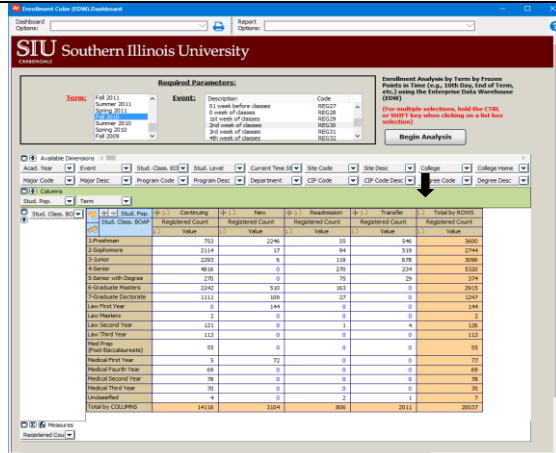 Enrollment Cube (EDW).Dashboard
Dashboard Options:
Report Options:
SIU Southern Illinois University
CARBONDALE
Required Parameters:
Term:
Fall 2011
Summer 2011
Spring 2011
Fall 2010
Summer 2010
Spring 2010
Fall 2009
Event:
Description Code
01 week before classes REG27
0 week of classes REG28
1st week of classes REG29
2nd week of classes REG30
3rd week of classes REG31
4th week of classes REG32
Enrollment Analysis by Term by Frozen
Points in Time (e.g., 10th Day, End of Term,
etc.) using the Enterprise Data Warehouse
(EDW)
(For multiple selections, hold the CTRL
or SHIFT key when clicking on a list box
selection)
Begin Analysis
Available Dimensions
Acad. Year Event Stud. Class. BOI Stud. Level Current Time St Site Code Site Desc College College Home
Major Code Major Desc Program Code Program Desc Department CIP Code CIP Code Desc Degree Code Degree Desc
Columns
Stud. Pop. Term
Stud. Class. BO Stud. Pop. Continuing New Readmission Transfer Total by ROWS
Stud. Class. BOAP Registered Count Registered Count Registered Count Registered Count Registered Count
Value Value Value Value Value
1-Freshman 753 2246 55 546 3600
2-Sophomore 2114 17 94 519 2744
3-Junior 2293 6 119 678 3096
4-Senior 4816 0 270 234 5320
5-Senior with Degree 270 0 75 29 374
6-Graduate Masters 2242 510 163 0 2915
7-Graduate Doctorate 1111 109 27 0 1247
Law First Year 0 144 0 0 144
Law Masters 2 0 0 0 2
Law Second Year 121 0 1 4 126
Law Third Year 113 0 0 0 113
Med Prep
(Post-Baccalaureate) 55 0 0 0 55
Medical First Year 5 72 0 0 77
Medical Fourth Year 69 0 0 0 69
Medical Second Year 78 0 0 0 78
Medical Third Year 70 0 0 0 70
Unclassified 4 0 2 1 7
Total by COLUMNS 14116 3104 806 2011 20037
Measures
Registered Cou